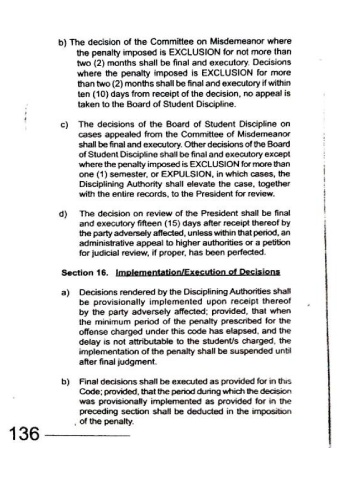 b) The decision of the Committee on Misdemeanor where
the penalty imposed is EXCLUSION for not more than
two (2) months shall be final and executory. Decisions
where the penalty imposed is EXCLUSION for more
than two (2) months shall be final and executory if within
ten (10) days from receipt of the decision, no appeal is
taken to the Board of Student Discipline.
c) The decisions of the Board of Student Discipline on
cases appealed from the Committee of Misdemeanor
shall be final and executory. Other decisions of the Board
of Student Discipline shall be final and executory except
where the penalty imposed is EXCLUSION for more than
one (1) semester, or EXPULSION, in which cases, the
Disciplining Authority shall elevate the case, together
with the entire records, to the President for review.
d) The decision on review of the President shall be final
and executory fifteen (15) days after receipt thereof by
the party adversely affected, unless within that period, an
administrative appeal to higher authorities or a petition
for judicial review, if proper, has been perfected.
Section 16. Implementation/Execution of Decisions
a) Decisions rendered by the Disciplining Authorities shall
be provisionally implemented upon receipt thereof
by the party adversely affected; provided, that when
the minimum period of the penalty prescribed for the
offense charged under this code has elapsed, and the
delay is not attributable to the student/s charged, the
implementation of the penalty shall be suspended until
after final judgment.
b) Final decisions shall be executed as provided for in this
Code; provided, that the period during which the decision
was provisionally implemented as provided for in the
preceding section shall be deducted in the imposition
of the penalty.
136